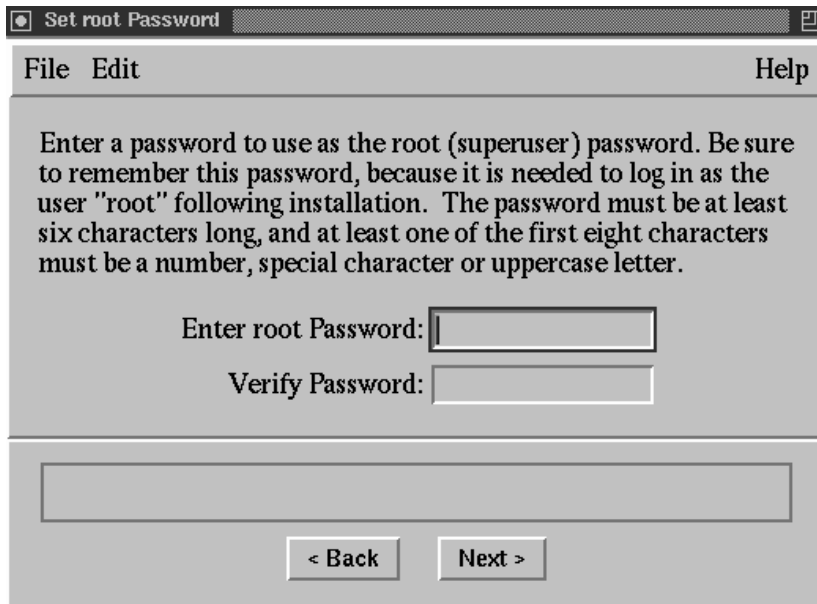 Set root Password
File Edit Help
Enter a password to use as the root (superuser) password. Be sure
to remember this password, because it is needed to log in as the
user "root" following installation. The password must be at least
six characters long, and at least one of the first eight characters
must be a number, special character or uppercase letter.
Enter root Password:
Verify Password:
< Back Next >